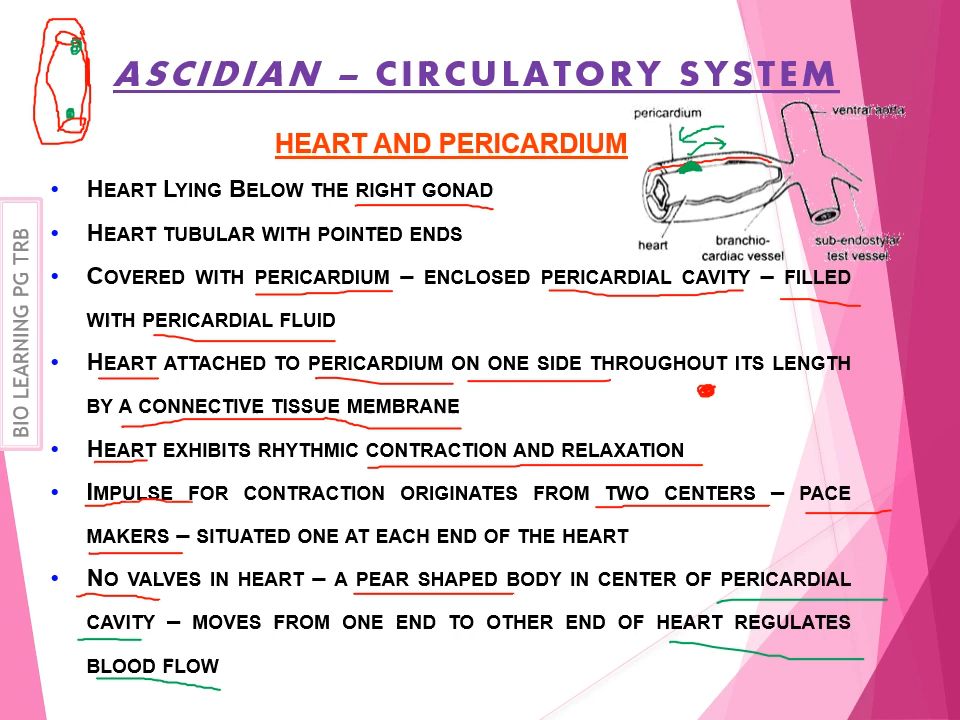 ASCIDIAN – CIRCULATORY SYSTEM
HEART AND PERICARDIUM
pericardium
ventral aorta
heart
branchio-
cardiac vessel
sub-endostylar
test vessel
• HEART LYING BELOW THE RIGHT GONAD
• HEART TUBULAR WITH POINTED ENDS
• COVERED WITH PERICARDIUM – ENCLOSED PERICARDIAL CAVITY – FILLED
WITH PERICARDIAL FLUID
• HEART ATTACHED TO PERICARDIUM ON ONE SIDE THROUGHOUT ITS LENGTH
BY A CONNECTIVE TISSUE MEMBRANE
• HEART EXHIBITS RHYTHMIC CONTRACTION AND RELAXATION
• IMPULSE FOR CONTRACTION ORIGINATES FROM TWO CENTERS – PACE
MAKERS – SITUATED ONE AT EACH END OF THE HEART
• NO VALVES IN HEART – A PEAR SHAPED BODY IN CENTER OF PERICARDIAL
CAVITY – MOVES FROM ONE END TO OTHER END OF HEART REGULATES
BLOOD FLOW
BIO LEARNING PG TRB